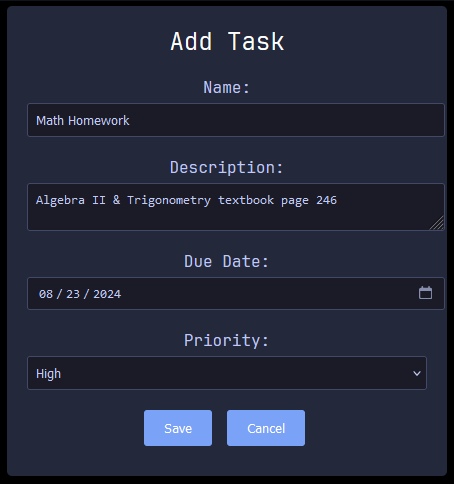 Add Task
Name:
Math Homework
Description:
Algebra II & Trigonometry textbook page 246
Due Date:
08/23/2024
Priority:
High
Save Cancel